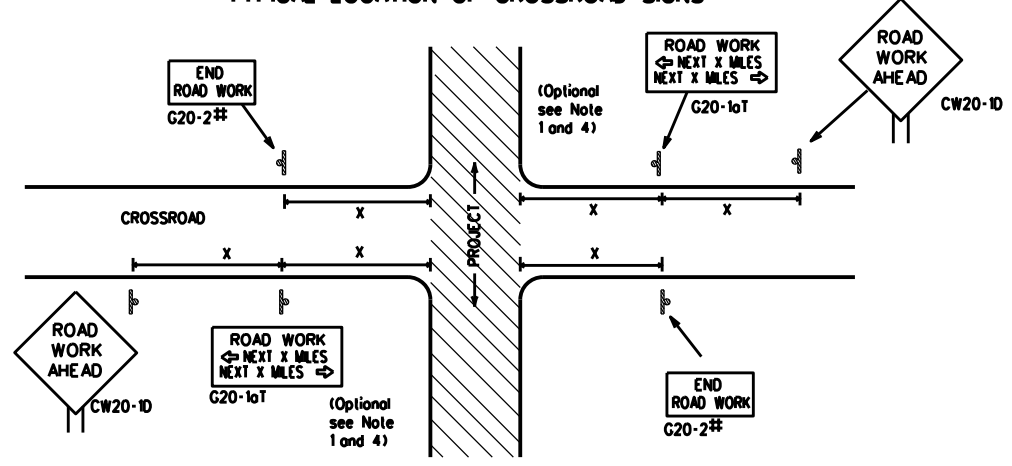 TYPICAL LOCATION OF CROSSROAD SIGNS
END
ROAD WORK
G20-2#
ROAD WORK
⇦ NEXT X MILES
NEXT X MILES ⇨
G20-1aT
(Optional
see Note
1 and 4)
ROAD
WORK
AHEAD
CW20-1D
CROSSROAD
X
X
X
X
X
X
PROJECT
ROAD
WORK
AHEAD
CW20-1D
ROAD WORK
⇦ NEXT X MILES
NEXT X MILES ⇨
G20-1aT
(Optional
see Note
1 and 4)
END
ROAD WORK
G20-2#